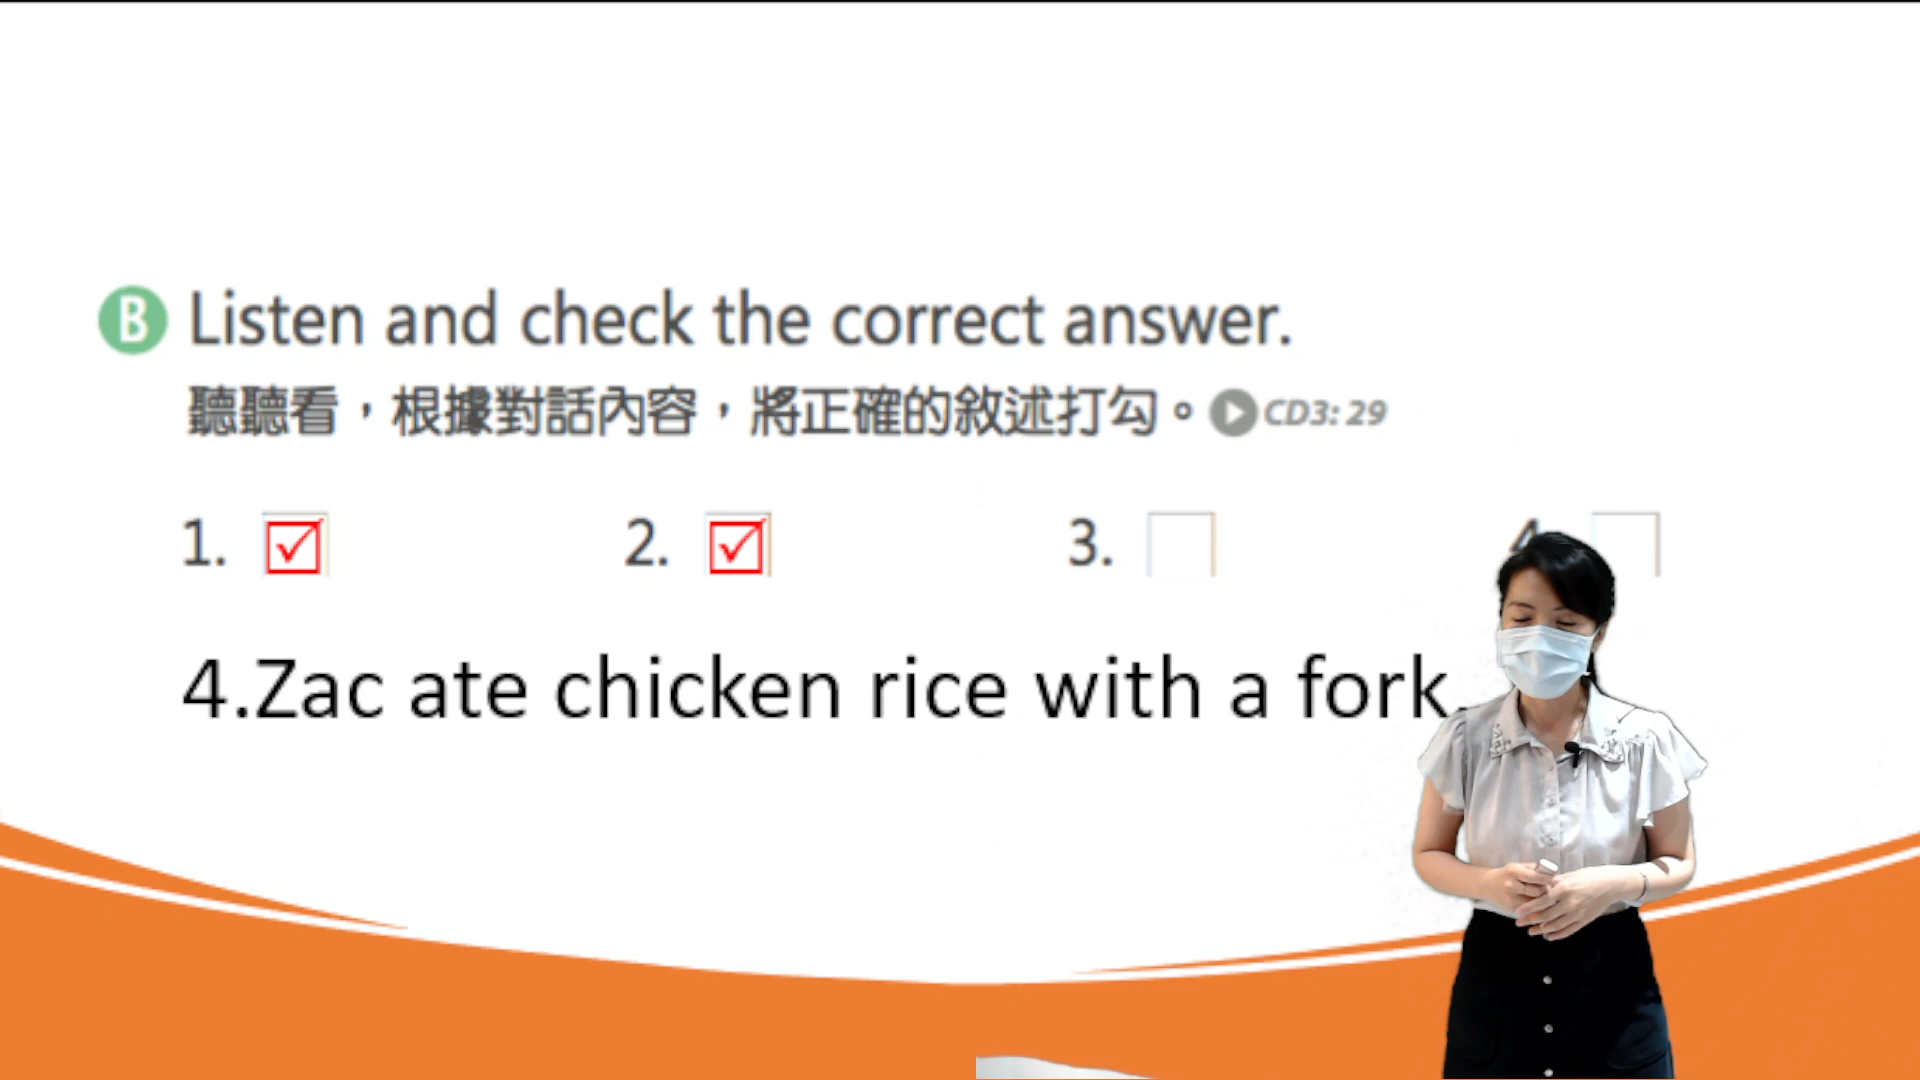 B Listen and check the correct answer.
聽聽看，根據對話內容，將正確的敘述打勾。 CD3: 29
1. 2. 3. 4.
4.Zac ate chicken rice with a fork.